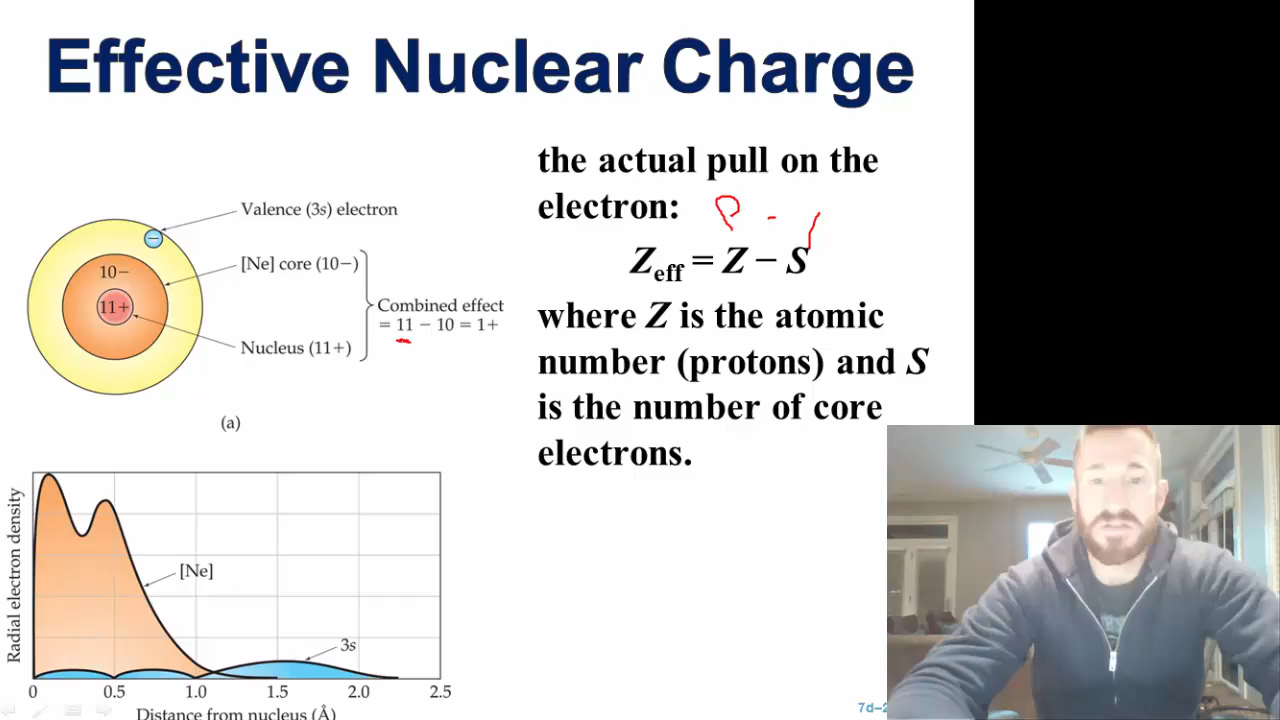 Effective Nuclear Charge
the actual pull on the
electron:
P -
Zeff = Z − S
where Z is the atomic
number (protons) and S
is the number of core
electrons.
Valence (3s) electron
[Ne] core (10−)
Combined effect
= 11 − 10 = 1+
Nucleus (11+)
10−
11+
−
(a)
Radial electron density
[Ne]
3s
0 0.5 1.0 1.5 2.0 2.5
Distance from nucleus (Å)